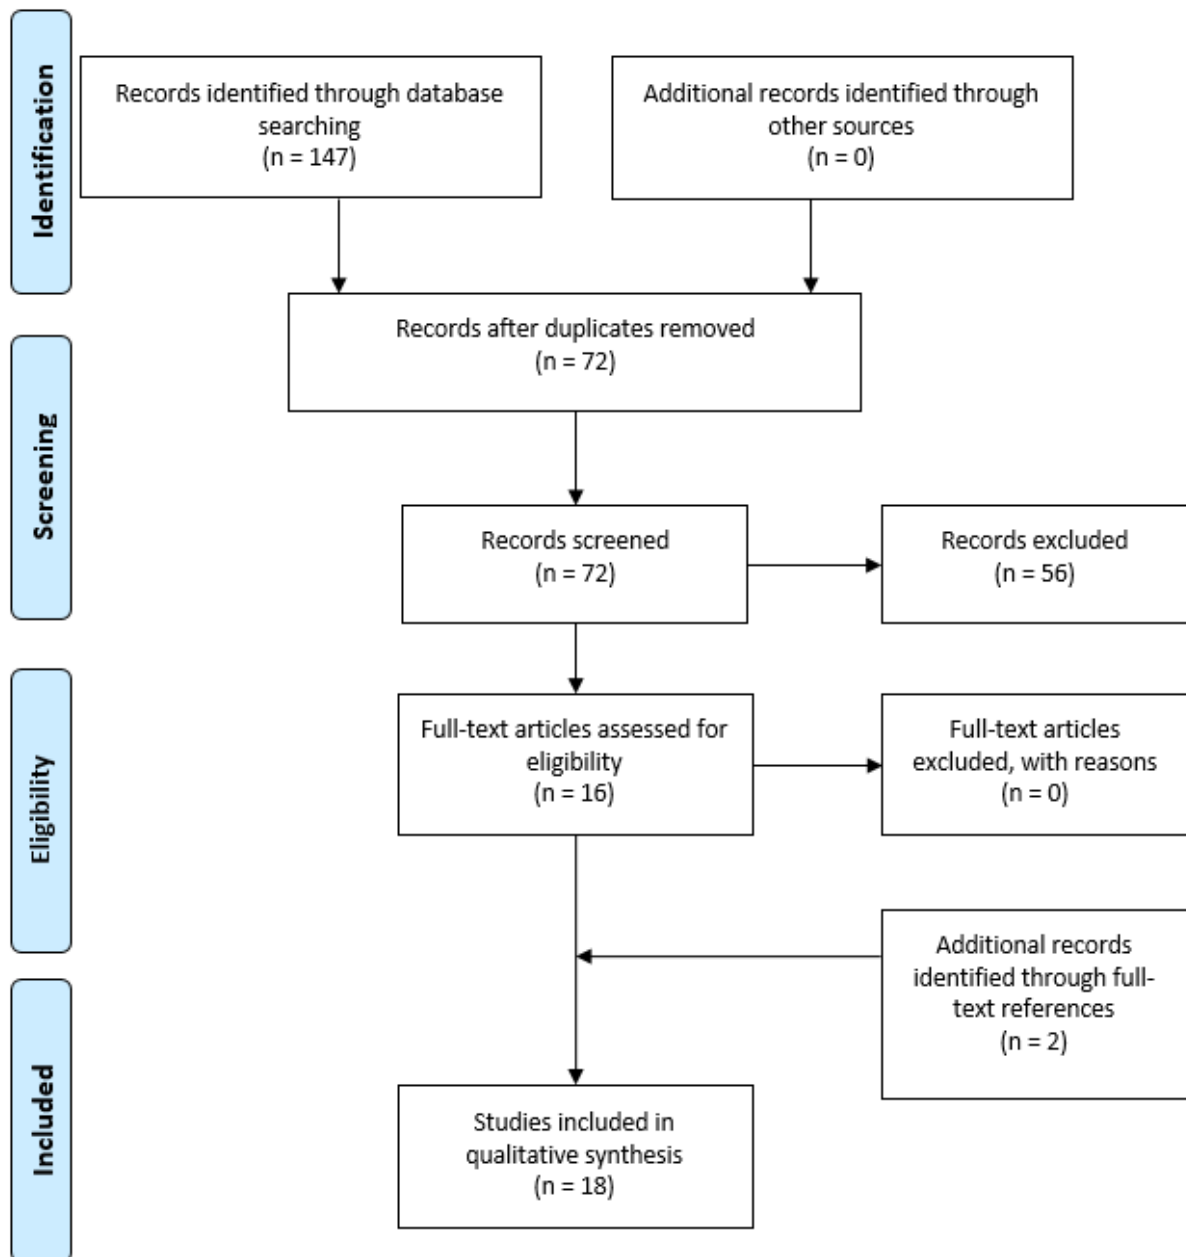 Identification
Records identified through database
searching
(n = 147)
Additional records identified through
other sources
(n = 0)
Records after duplicates removed
(n = 72)
Screening
Records screened
(n = 72)
Records excluded
(n = 56)
Eligibility
Full-text articles assessed for
eligibility
(n = 16)
Full-text articles
excluded, with reasons
(n = 0)
Additional records
identified through full-
text references
(n = 2)
Included
Studies included in
qualitative synthesis
(n = 18)